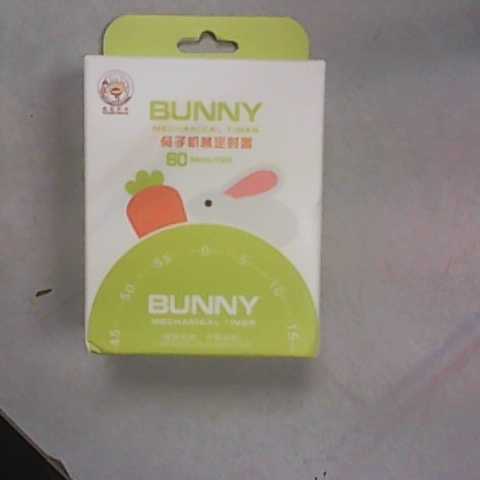 BUNNY
MECHANICAL TIMER
兔子机械定时器
60 MINUTES
45 50 55 0 5 10 15
BUNNY
MECHANICAL TIMER